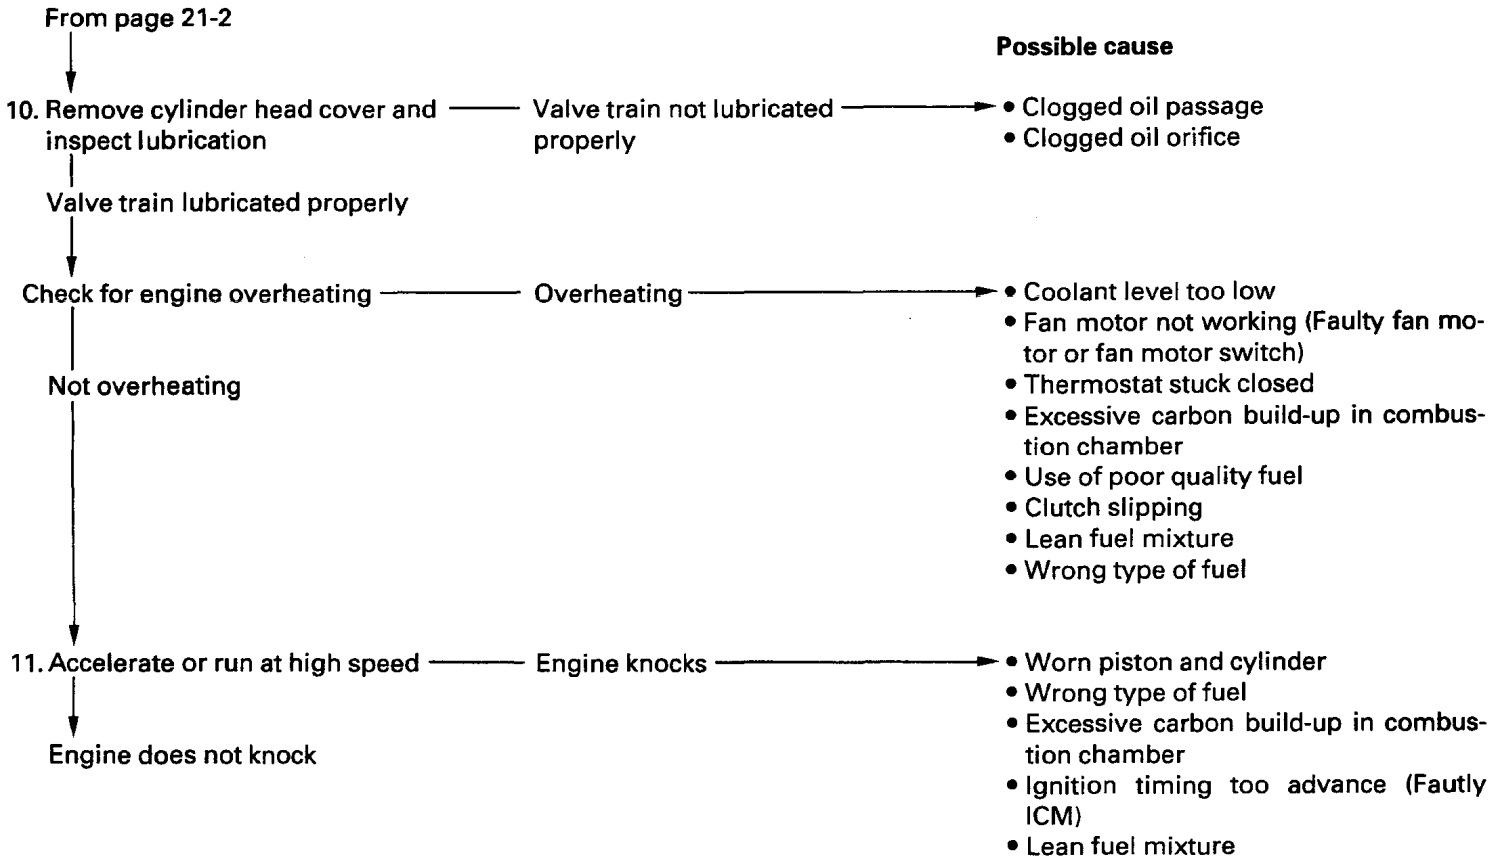 From page 21-2
Possible cause
10. Remove cylinder head cover and
inspect lubrication
Valve train not lubricated
properly
• Clogged oil passage
• Clogged oil orifice
Valve train lubricated properly
Check for engine overheating
Overheating
• Coolant level too low
• Fan motor not working (Faulty fan mo-
tor or fan motor switch)
• Thermostat stuck closed
• Excessive carbon build-up in combus-
tion chamber
• Use of poor quality fuel
• Clutch slipping
• Lean fuel mixture
• Wrong type of fuel
Not overheating
11. Accelerate or run at high speed
Engine knocks
• Worn piston and cylinder
• Wrong type of fuel
• Excessive carbon build-up in combus-
tion chamber
• Ignition timing too advance (Fautly
ICM)
• Lean fuel mixture
Engine does not knock